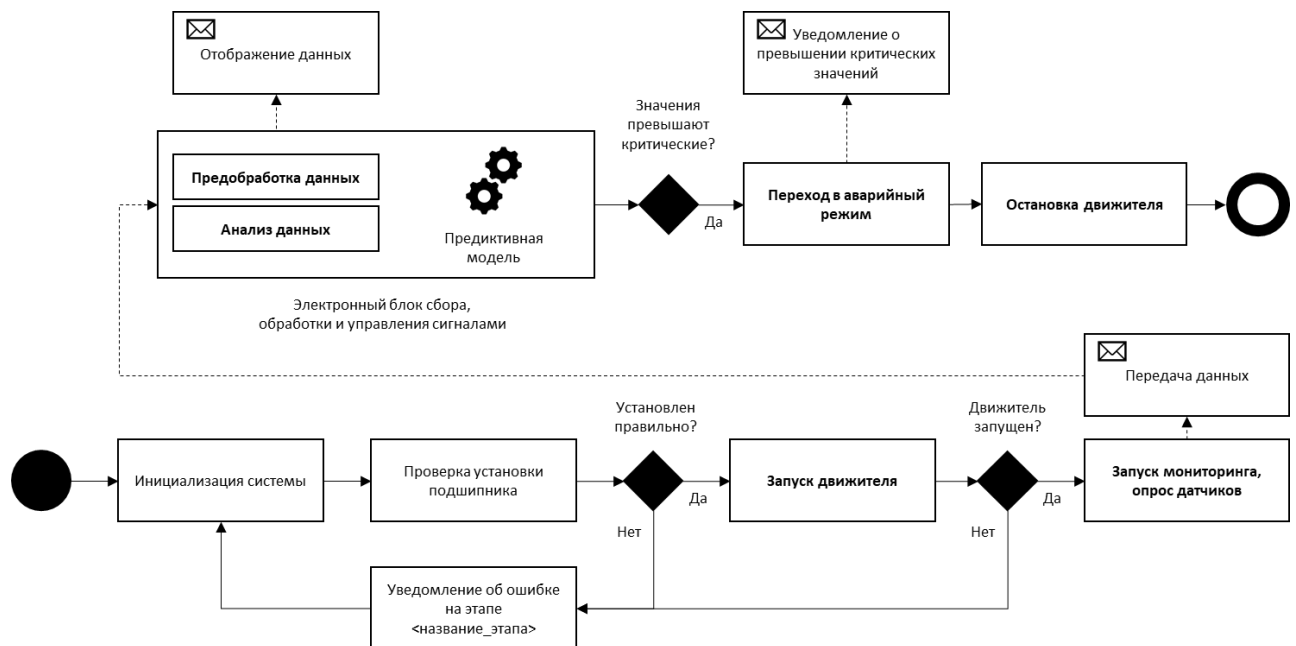 Отображение данных
Уведомление о
превышении критических
значений
Значения
превышают
критические?
Предобработка данных
Анализ данных
Предиктивная
модель
Да
Переход в аварийный
режим
Остановка движителя
Электронный блок сбора,
обработки и управления сигналами
Передача данных
Установлен
правильно?
Движитель
запущен?
Инициализация системы
Проверка установки
подшипника
Да
Запуск движителя
Да
Запуск мониторинга,
опрос датчиков
Нет
Нет
Уведомление об ошибке
на этапе
<название_этапа>